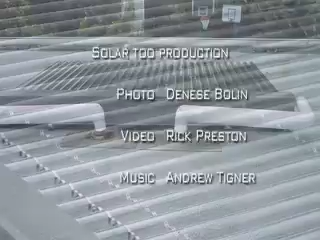 Solar too production
Photo Denese Bolin
Video Rick Preston
Music Andrew Tigner